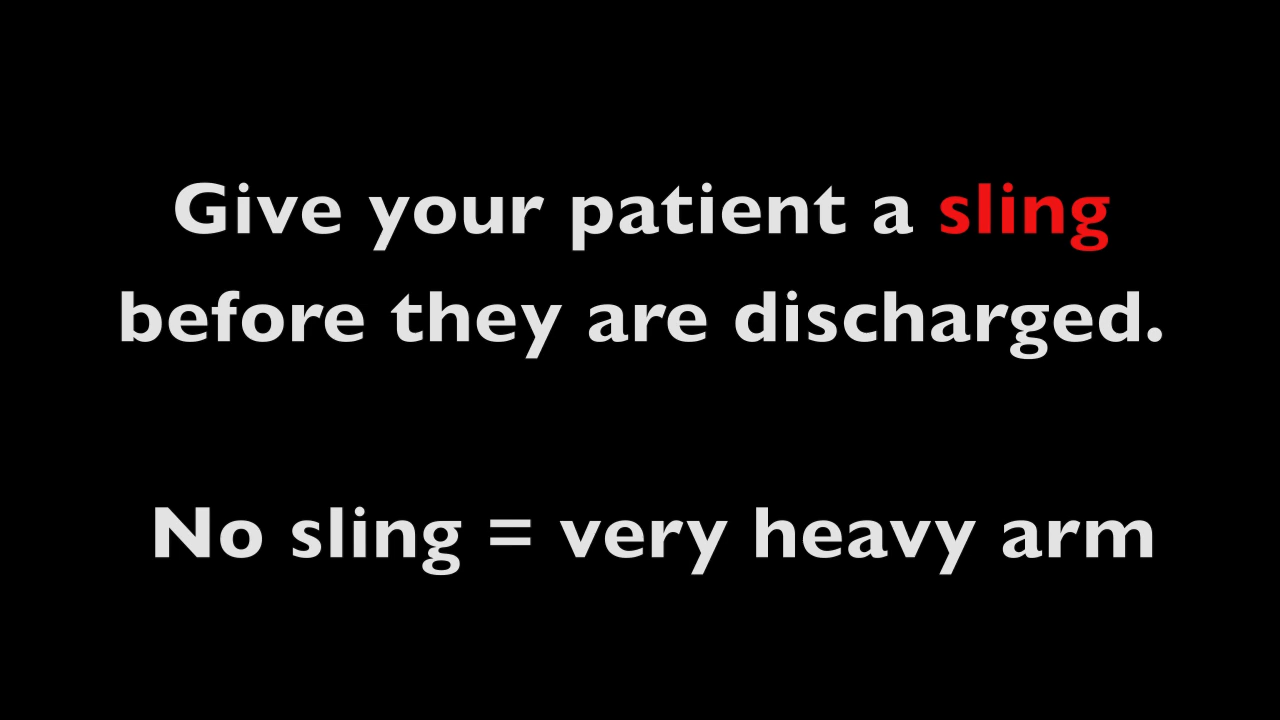 Give your patient a sling
before they are discharged.
No sling = very heavy arm